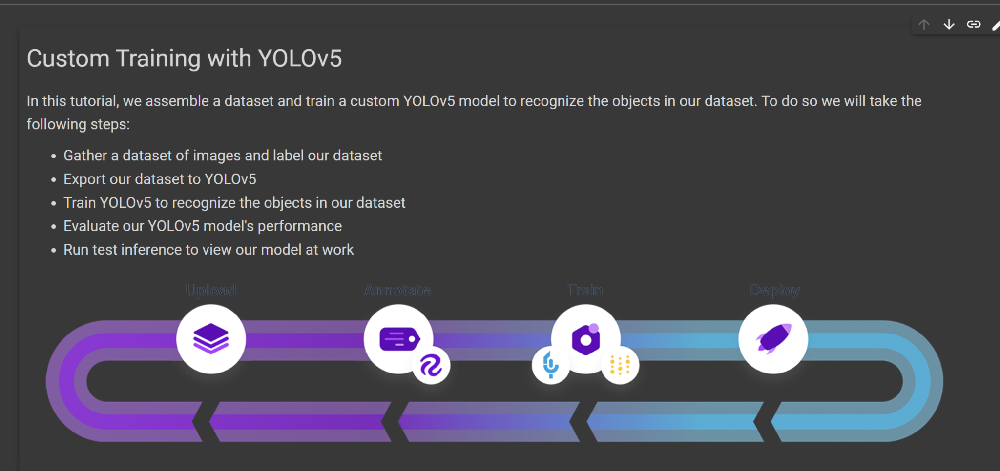 Custom Training with YOLOv5
In this tutorial, we assemble a dataset and train a custom YOLOv5 model to recognize the objects in our dataset. To do so we will take the
following steps:
• Gather a dataset of images and label our dataset
• Export our dataset to YOLOv5
• Train YOLOv5 to recognize the objects in our dataset
• Evaluate our YOLOv5 model's performance
• Run test inference to view our model at work
Upload Annotate Train Deploy